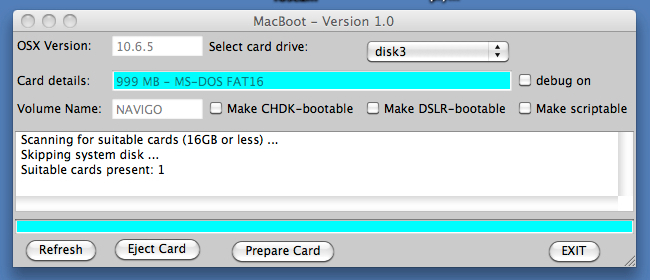 MacBoot – Version 1.0
OSX Version: 10.6.5 Select card drive: disk3
Card details: 999 MB – MS-DOS FAT16 debug on
Volume Name: NAVIGO Make CHDK-bootable Make DSLR-bootable Make scriptable
Scanning for suitable cards (16GB or less) ...
Skipping system disk ...
Suitable cards present: 1
Refresh Eject Card Prepare Card EXIT